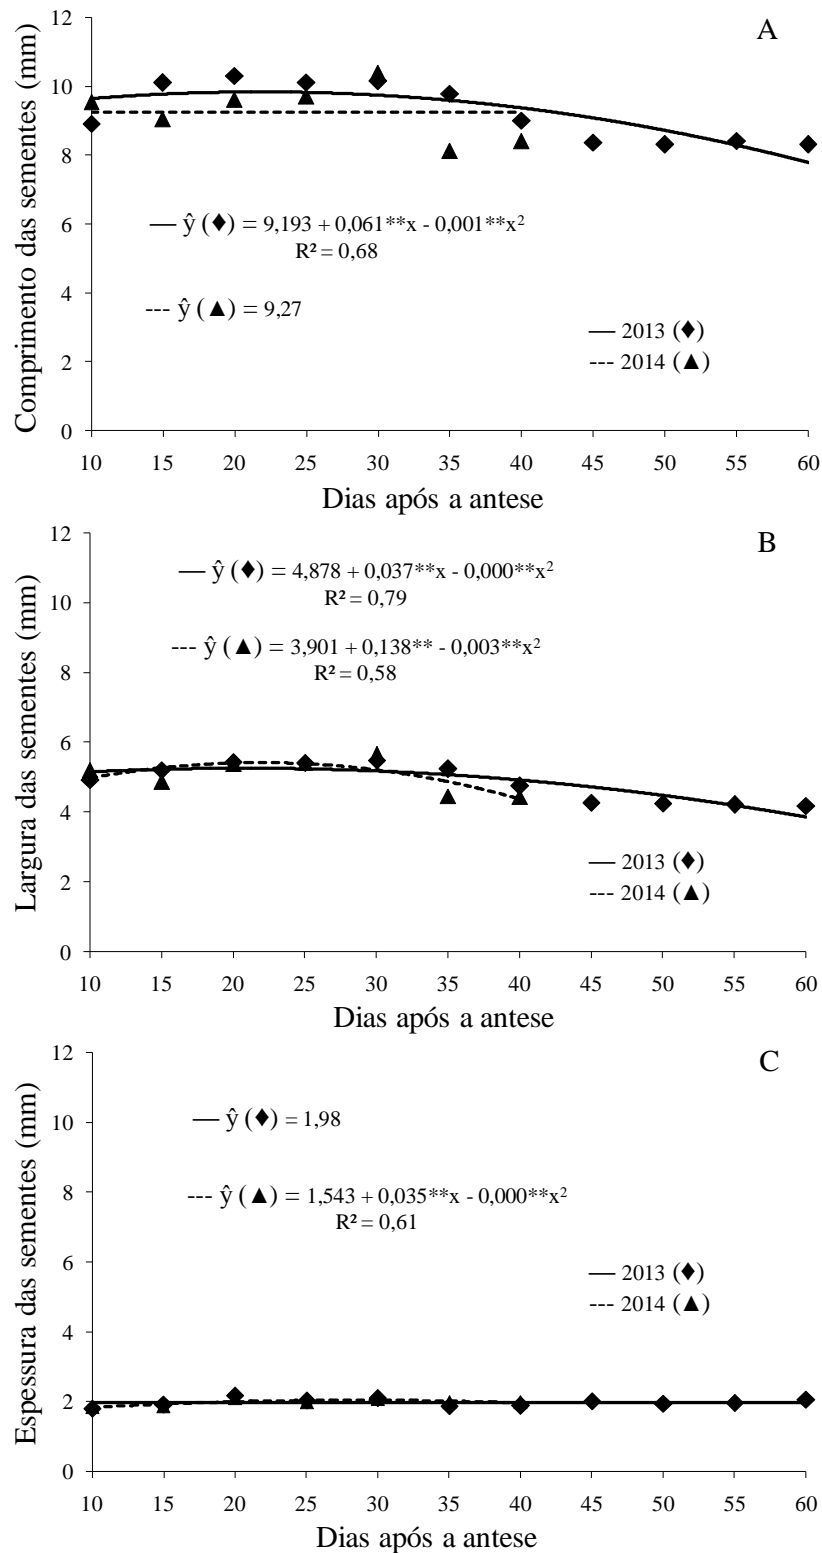 A
Comprimento das sementes (mm)
12
10
8
6
4
2
0
ŷ (♦) = 9,193 + 0,061**x - 0,001**x²
R² = 0,68
ŷ (▲) = 9,27
2013 (♦)
2014 (▲)
10 15 20 25 30 35 40 45 50 55 60
Dias após a antese
B
Largura das sementes (mm)
12
10
8
6
4
2
0
ŷ (♦) = 4,878 + 0,037**x - 0,000**x²
R² = 0,79
ŷ (▲) = 3,901 + 0,138** - 0,003**x²
R² = 0,58
2013 (♦)
2014 (▲)
10 15 20 25 30 35 40 45 50 55 60
Dias após a antese
C
Espessura das sementes (mm)
12
10
8
6
4
2
0
ŷ (♦) = 1,98
ŷ (▲) = 1,543 + 0,035**x - 0,000**x²
R² = 0,61
2013 (♦)
2014 (▲)
10 15 20 25 30 35 40 45 50 55 60
Dias após a antese